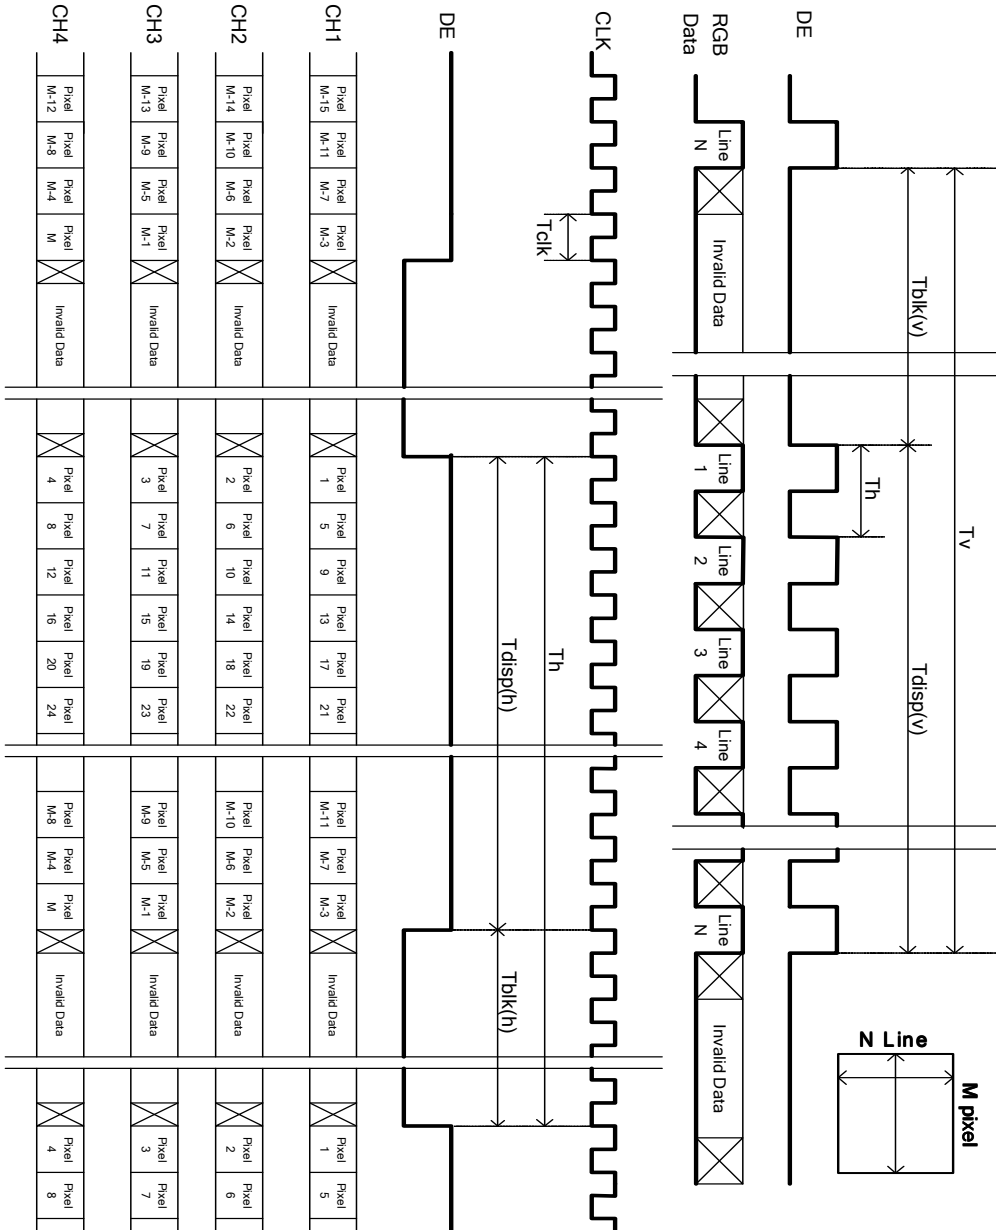 Tv
M pixel
Tblk(v) Tdisp(v)
N Line
Th
DE
RGB Data Line N Invalid Data Line 1 Line 2 Line 3 Line 4 Line N Invalid Data
CLK
Tclk
Th
Tdisp(h) Tblk(h)
DE
CH1 Pixel M-15 Pixel M-11 Pixel M-7 Pixel M-3 Invalid Data Pixel 1 Pixel 5 Pixel 9 Pixel 13 Pixel 17 Pixel 21 Pixel M-11 Pixel M-7 Pixel M-3 Invalid Data Pixel 1 Pixel 5
CH2 Pixel M-14 Pixel M-10 Pixel M-6 Pixel M-2 Invalid Data Pixel 2 Pixel 6 Pixel 10 Pixel 14 Pixel 18 Pixel 22 Pixel M-10 Pixel M-6 Pixel M-2 Invalid Data Pixel 2 Pixel 6
CH3 Pixel M-13 Pixel M-9 Pixel M-5 Pixel M-1 Invalid Data Pixel 3 Pixel 7 Pixel 11 Pixel 15 Pixel 19 Pixel 23 Pixel M-9 Pixel M-5 Pixel M-1 Invalid Data Pixel 3 Pixel 7
CH4 Pixel M-12 Pixel M-8 Pixel M-4 Pixel M Invalid Data Pixel 4 Pixel 8 Pixel 12 Pixel 16 Pixel 20 Pixel 24 Pixel M-8 Pixel M-4 Pixel M Invalid Data Pixel 4 Pixel 8